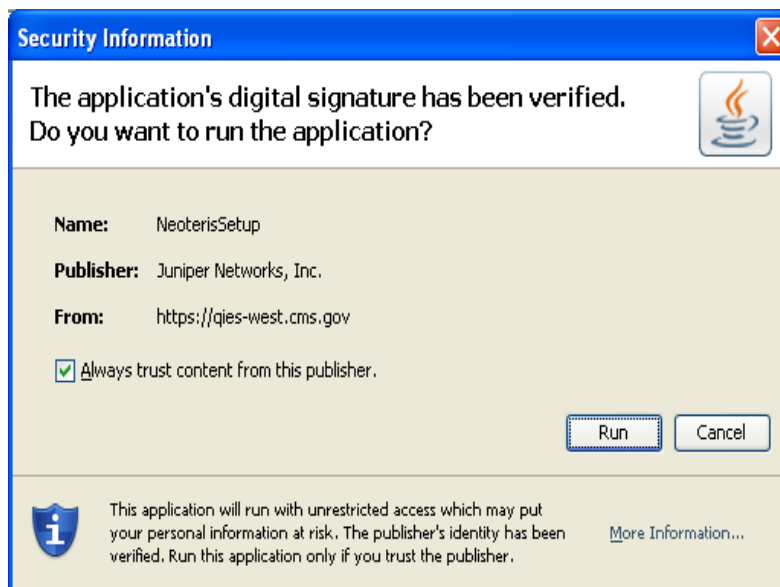 Security Information
The application's digital signature has been verified.
Do you want to run the application?
Name: NeoterisSetup
Publisher: Juniper Networks, Inc.
From: https://qies-west.cms.gov
Always trust content from this publisher.
Run Cancel
This application will run with unrestricted access which may put
your personal information at risk. The publisher's identity has been
verified. Run this application only if you trust the publisher.
More Information...